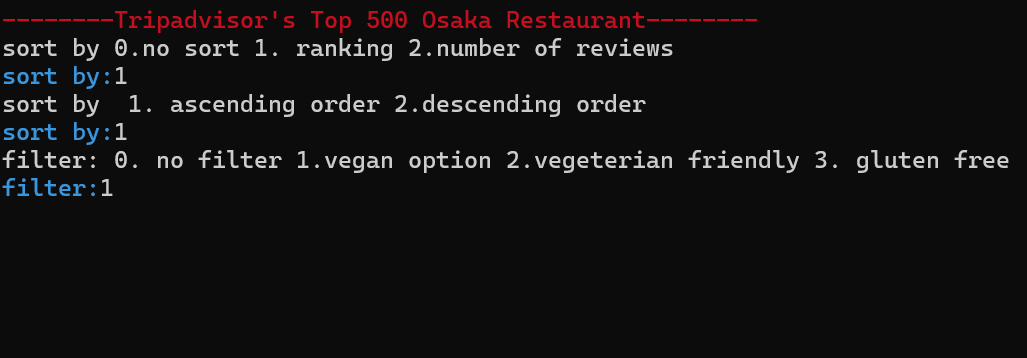 --------Tripadvisor's Top 500 Osaka Restaurant--------
sort by 0.no sort 1. ranking 2.number of reviews
sort by:1
sort by  1. ascending order 2.descending order
sort by:1
filter: 0. no filter 1.vegan option 2.vegeterian friendly 3. gluten free
filter:1